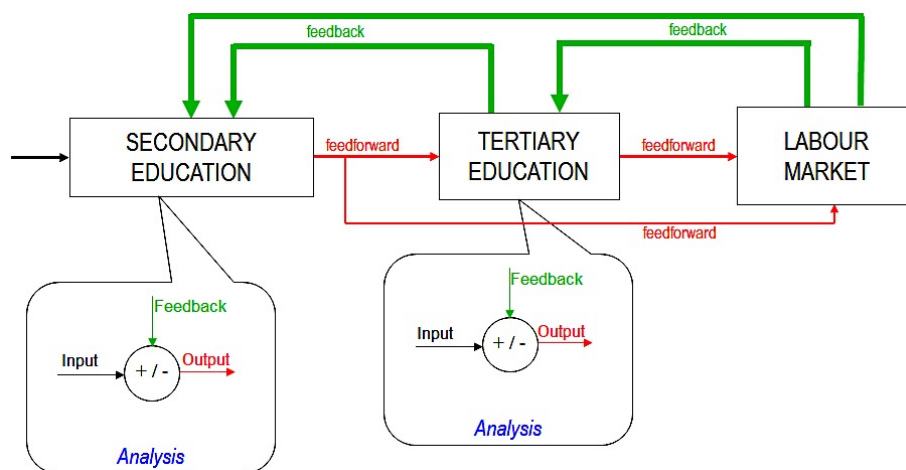 feedback
feedback
SECONDARY
EDUCATION
feedforward
TERTIARY
EDUCATION
feedforward
LABOUR
MARKET
feedforward
Feedback
Input
+ / -
Output
Analysis
Feedback
Input
+ / -
Output
Analysis